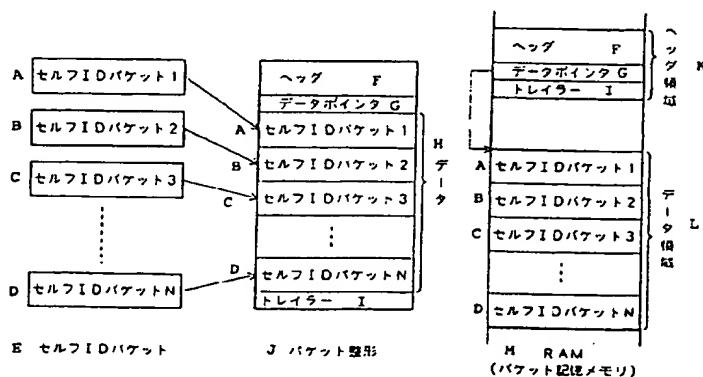 A セルフIDパケット1
B セルフIDパケット2
C セルフIDパケット3
D セルフIDパケットN
E セルフIDパケット
ヘッダ F
データポインタ G
A セルフIDパケット1
B セルフIDパケット2
C セルフIDパケット3
D セルフIDパケットN
トレイラー I
H データ
J パケット整形
ヘッダ F
データポインタ G
トレイラー I
ヘッダ領域 K
A セルフIDパケット1
B セルフIDパケット2
C セルフIDパケット3
D セルフIDパケットN
データ領域 L
M RAM
(パケット記憶メモリ)